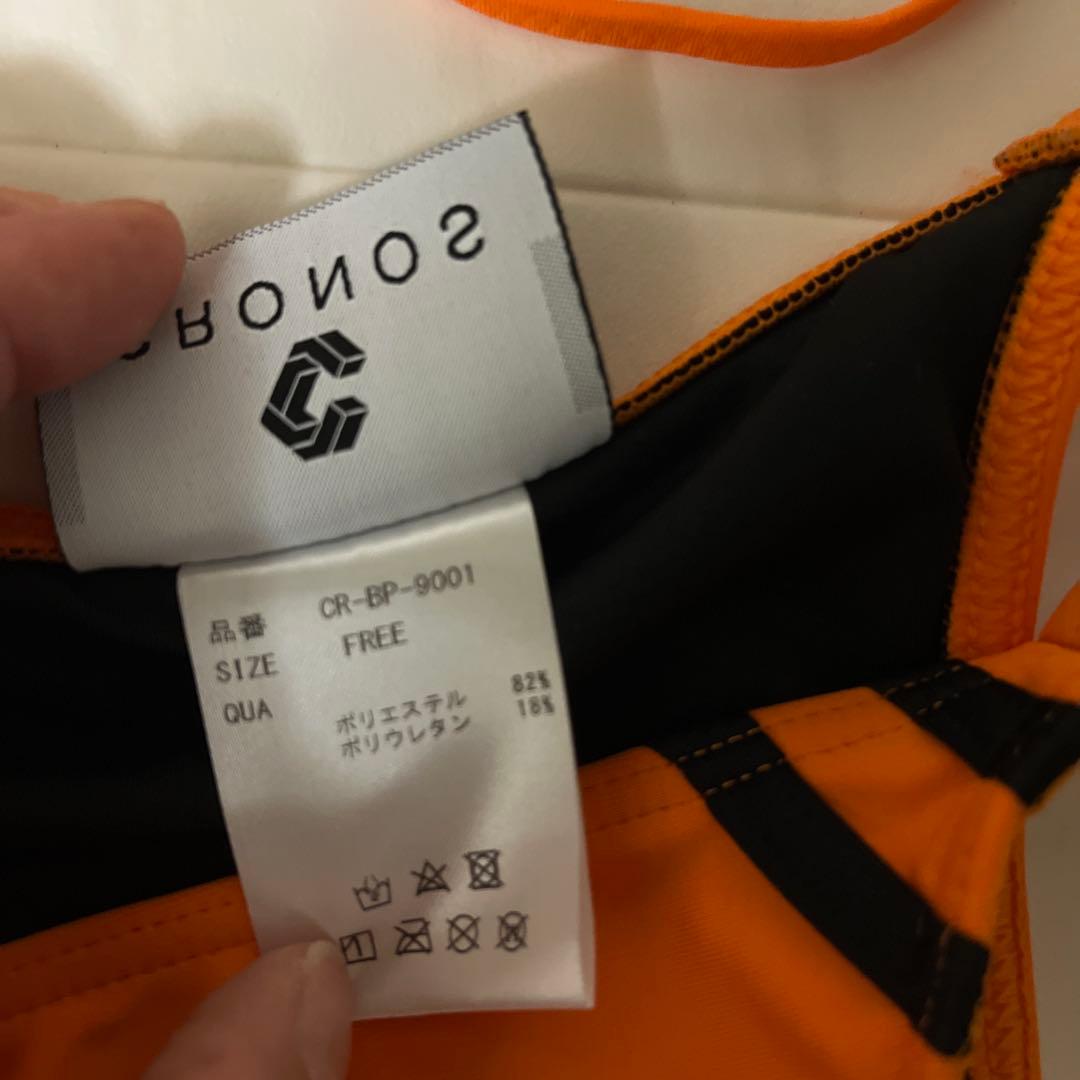 CRONOS
品番 CR-BP-9001
SIZE FREE
QUA ポリエステル 82%
ポリウレタン 18%